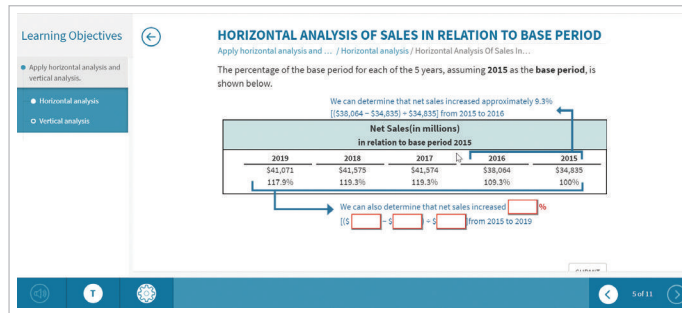 Learning Objectives
Apply horizontal analysis and
vertical analysis.
Horizontal analysis
Vertical analysis
HORIZONTAL ANALYSIS OF SALES IN RELATION TO BASE PERIOD
Apply horizontal analysis and ... / Horizontal analysis / Horizontal Analysis Of Sales In...
The percentage of the base period for each of the 5 years, assuming 2015 as the base period, is
shown below.
We can determine that net sales increased approximately 9.3%
[($38,064 – $34,835) ÷ $34,835] from 2015 to 2016
Net Sales(in millions)
in relation to base period 2015
2019 2018 2017 2016 2015
$41,071 $41,575 $41,574 $38,064 $34,835
117.9% 119.3% 119.3% 109.3% 100%
We can also determine that net sales increased %
[($ – $ ) ÷ $ ]from 2015 to 2019
SUBMIT
T
5 of 11